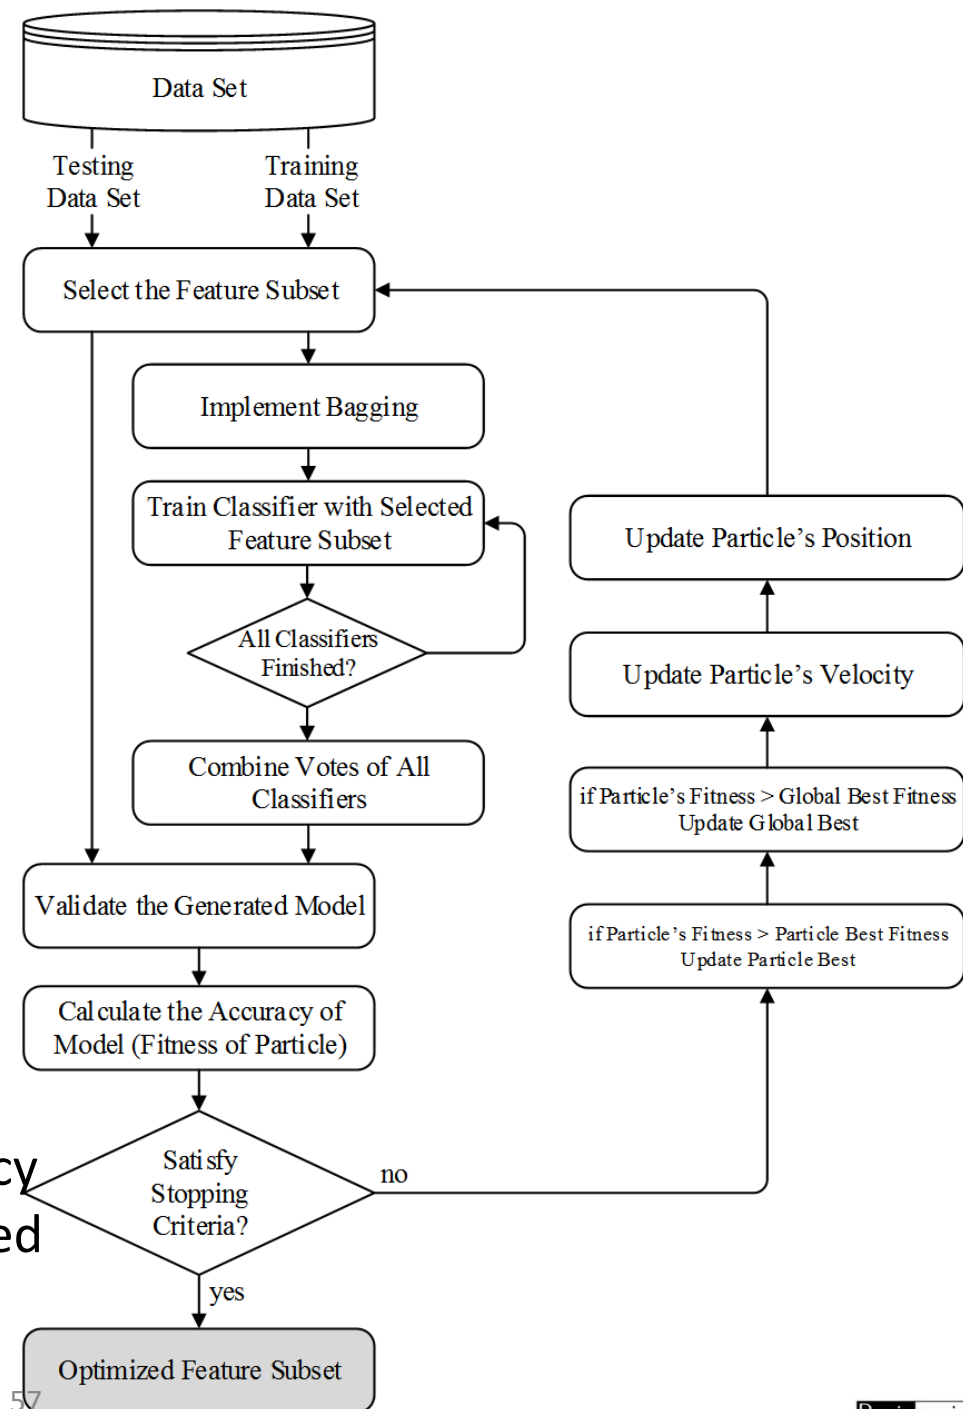 Data Set
Testing
Data Set
Training
Data Set
Select the Feature Subset
Implement Bagging
Train Classifier with Selected
Feature Subset
All Classifiers
Finished?
Combine Votes of All
Classifiers
Validate the Generated Model
Calculate the Accuracy of
Model (Fitness of Particle)
Satisfy
Stopping
Criteria?
no
yes
Optimized Feature Subset
if Particle's Fitness > Particle Best Fitness
Update Particle Best
if Particle's Fitness > Global Best Fitness
Update Global Best
Update Particle's Velocity
Update Particle's Position
cy
ed
57